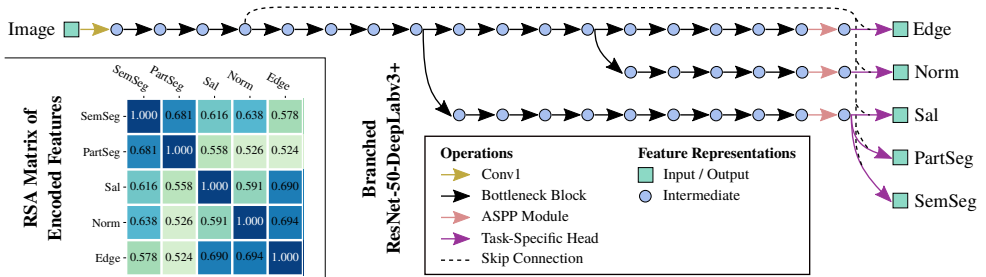 Image
Edge
Norm
Sal
PartSeg
SemSeg
RSA Matrix of
Encoded Features
SemSeg PartSeg Sal Norm Edge
SemSeg 1.000 0.681 0.616 0.638 0.578
PartSeg 0.681 1.000 0.558 0.526 0.524
Sal 0.616 0.558 1.000 0.591 0.690
Norm 0.638 0.526 0.591 1.000 0.694
Edge 0.578 0.524 0.690 0.694 1.000
Branched
ResNet-50-DeepLabv3+
Operations
Conv1
Bottleneck Block
ASPP Module
Task-Specific Head
Skip Connection
Feature Representations
Input / Output
Intermediate